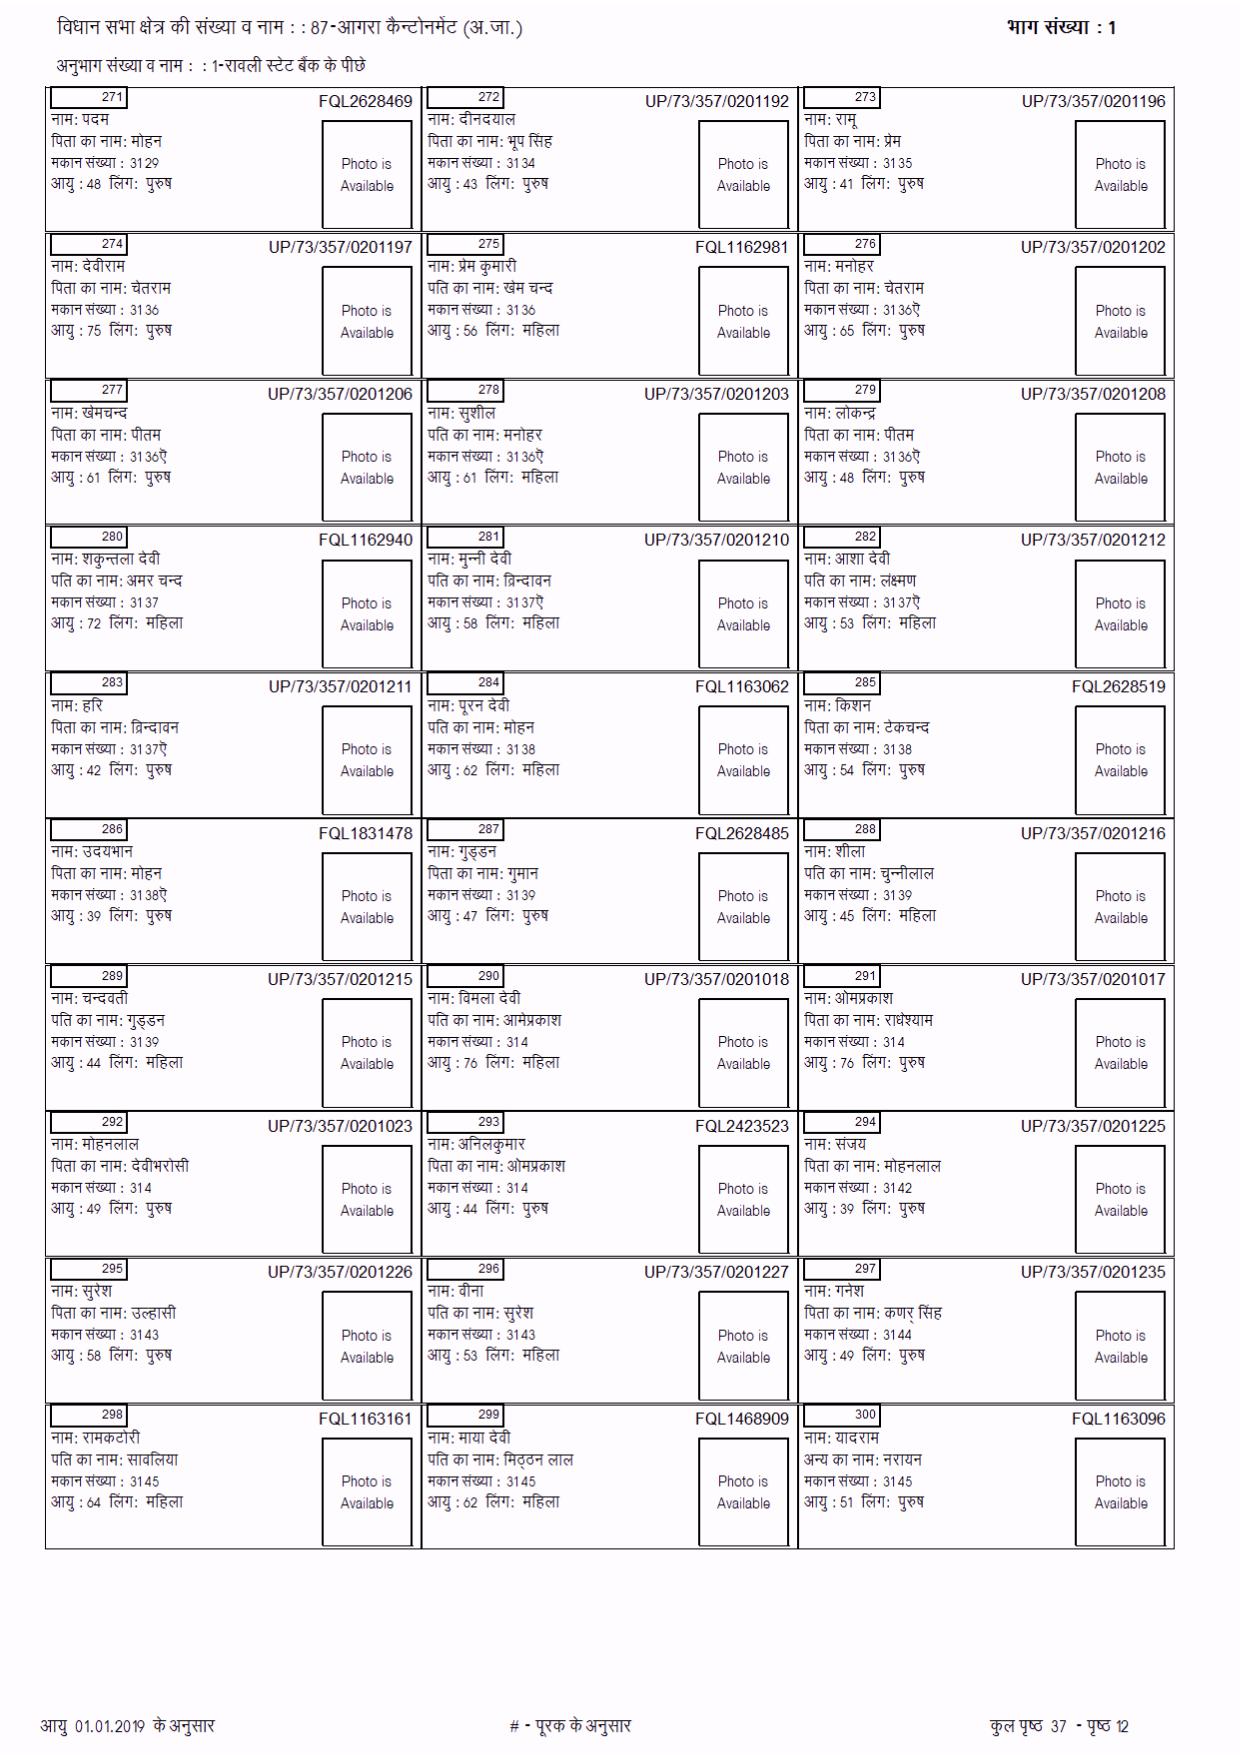 विधान सभा क्षेत्र की संख्या व नाम : : 87-आगरा कैन्टोनमेंट (अ.जा.) भाग संख्या : 1
अनुभाग संख्या व नाम : : 1-रावली स्टेट बैंक के पीछे
271 FQL2628469
नाम: पदम
पिता का नाम: मोहन
मकान संख्या : 3129
आयु : 48 लिंग: पुरुष
Photo is
Available
272 UP/73/357/0201192
नाम: दीनदयाल
पिता का नाम: भूप सिंह
मकान संख्या : 3134
आयु : 43 लिंग: पुरुष
Photo is
Available
273 UP/73/357/0201196
नाम: रामू
पिता का नाम: प्रेम
मकान संख्या : 3135
आयु : 41 लिंग: पुरुष
Photo is
Available
274 UP/73/357/0201197
नाम: देवीराम
पिता का नाम: चेतराम
मकान संख्या : 3136
आयु : 75 लिंग: पुरुष
Photo is
Available
275 FQL1162981
नाम: प्रेम कुमारी
पति का नाम: खेम चन्द
मकान संख्या : 3136
आयु : 56 लिंग: महिला
Photo is
Available
276 UP/73/357/0201202
नाम: मनोहर
पिता का नाम: चेतराम
मकान संख्या : 3136ऐ
आयु : 65 लिंग: पुरुष
Photo is
Available
277 UP/73/357/0201206
नाम: खेमचन्द
पिता का नाम: पीतम
मकान संख्या : 3136ऐ
आयु : 61 लिंग: पुरुष
Photo is
Available
278 UP/73/357/0201203
नाम: सुशील
पति का नाम: मनोहर
मकान संख्या : 3136ऐ
आयु : 61 लिंग: महिला
Photo is
Available
279 UP/73/357/0201208
नाम: लोकन्द्र
पिता का नाम: पीतम
मकान संख्या : 3136ऐ
आयु : 48 लिंग: पुरुष
Photo is
Available
280 FQL1162940
नाम: शकुन्तला देवी
पति का नाम: अमर चन्द
मकान संख्या : 3137
आयु : 72 लिंग: महिला
Photo is
Available
281 UP/73/357/0201210
नाम: मुन्नी देवी
पति का नाम: व्रिन्दावन
मकान संख्या : 3137ऐ
आयु : 58 लिंग: महिला
Photo is
Available
282 UP/73/357/0201212
नाम: आशा देवी
पति का नाम: लंक्ष्मण
मकान संख्या : 3137ऐ
आयु : 53 लिंग: महिला
Photo is
Available
283 UP/73/357/0201211
नाम: हरि
पिता का नाम: व्रिन्दावन
मकान संख्या : 3137ऐ
आयु : 42 लिंग: पुरुष
Photo is
Available
284 FQL1163062
नाम: पूरन देवी
पति का नाम: मोहन
मकान संख्या : 3138
आयु : 62 लिंग: महिला
Photo is
Available
285 FQL2628519
नाम: किशन
पिता का नाम: टेकचन्द
मकान संख्या : 3138
आयु : 54 लिंग: पुरुष
Photo is
Available
286 FQL1831478
नाम: उदयभान
पिता का नाम: मोहन
मकान संख्या : 3138ऐ
आयु : 39 लिंग: पुरुष
Photo is
Available
287 FQL2628485
नाम: गुड्डन
पिता का नाम: गुमान
मकान संख्या : 3139
आयु : 47 लिंग: पुरुष
Photo is
Available
288 UP/73/357/0201216
नाम: शीला
पति का नाम: चुन्नीलाल
मकान संख्या : 3139
आयु : 45 लिंग: महिला
Photo is
Available
289 UP/73/357/0201215
नाम: चन्दवती
पति का नाम: गुड्डन
मकान संख्या : 3139
आयु : 44 लिंग: महिला
Photo is
Available
290 UP/73/357/0201018
नाम: विमला देवी
पति का नाम: आमेप्रकाश
मकान संख्या : 314
आयु : 76 लिंग: महिला
Photo is
Available
291 UP/73/357/0201017
नाम: ओमप्रकाश
पिता का नाम: राधेश्याम
मकान संख्या : 314
आयु : 76 लिंग: पुरुष
Photo is
Available
292 UP/73/357/0201023
नाम: मोहनलाल
पिता का नाम: देवीभरोसी
मकान संख्या : 314
आयु : 49 लिंग: पुरुष
Photo is
Available
293 FQL2423523
नाम: अनिलकुमार
पिता का नाम: ओमप्रकाश
मकान संख्या : 314
आयु : 44 लिंग: पुरुष
Photo is
Available
294 UP/73/357/0201225
नाम: संजय
पिता का नाम: मोहनलाल
मकान संख्या : 3142
आयु : 39 लिंग: पुरुष
Photo is
Available
295 UP/73/357/0201226
नाम: सुरेश
पिता का नाम: उल्हासी
मकान संख्या : 3143
आयु : 58 लिंग: पुरुष
Photo is
Available
296 UP/73/357/0201227
नाम: वीना
पति का नाम: सुरेश
मकान संख्या : 3143
आयु : 53 लिंग: महिला
Photo is
Available
297 UP/73/357/0201235
नाम: गनेश
पिता का नाम: कणर् सिंह
मकान संख्या : 3144
आयु : 49 लिंग: पुरुष
Photo is
Available
298 FQL1163161
नाम: रामकटोरी
पति का नाम: सावलिया
मकान संख्या : 3145
आयु : 64 लिंग: महिला
Photo is
Available
299 FQL1468909
नाम: माया देवी
पति का नाम: मिठ्ठन लाल
मकान संख्या : 3145
आयु : 62 लिंग: महिला
Photo is
Available
300 FQL1163096
नाम: यादराम
अन्य का नाम: नरायन
मकान संख्या : 3145
आयु : 51 लिंग: पुरुष
Photo is
Available
आयु 01.01.2019 के अनुसार # - पूरक के अनुसार कुल पृष्ठ 37 - पृष्ठ 12